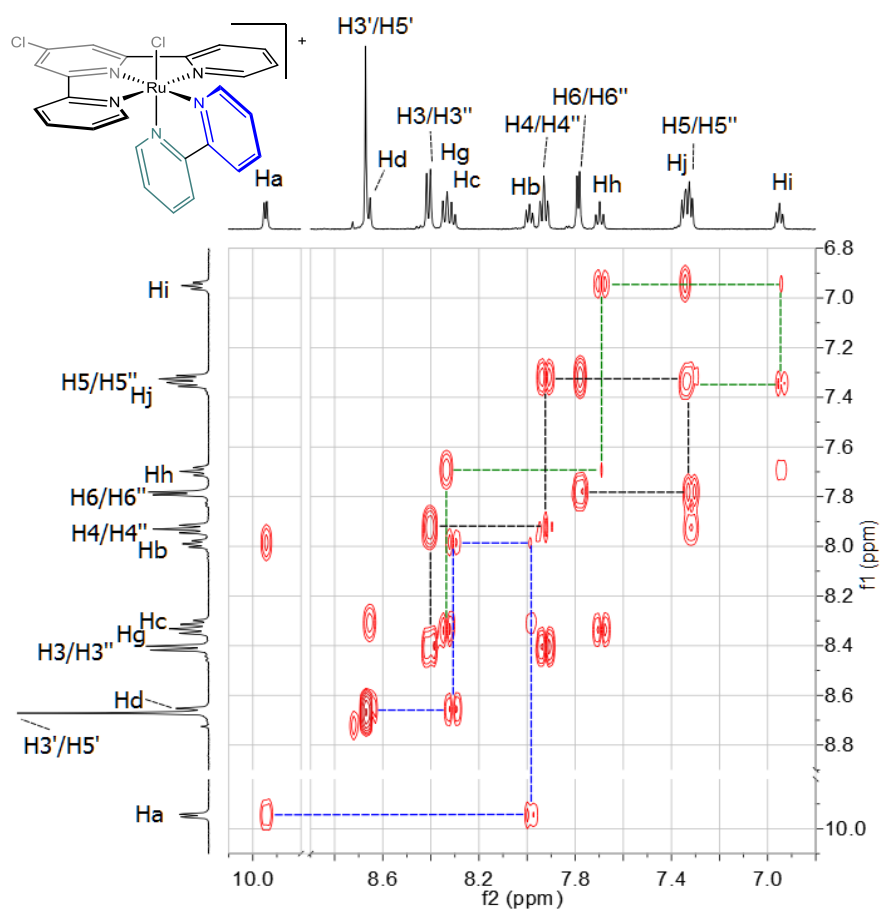 Cl
Cl
+
N
N
Ru
N
N
N
H3'/H5'
H6/H6''
H3/H3''
H4/H4''
H5/H5''
Hg
Hd
Hc
Hj
Ha
Hb
Hh
Hi
Hi
H5/H5''
Hj
Hh
H6/H6''
H4/H4''
Hb
Hc
Hg
H3/H3''
Hd
H3'/H5'
Ha
6.8
7.0
7.2
7.4
7.6
7.8
8.0
8.2
8.4
8.6
8.8
10.0
f1 (ppm)
10.0 8.6 8.2 7.8 7.4 7.0
f2 (ppm)